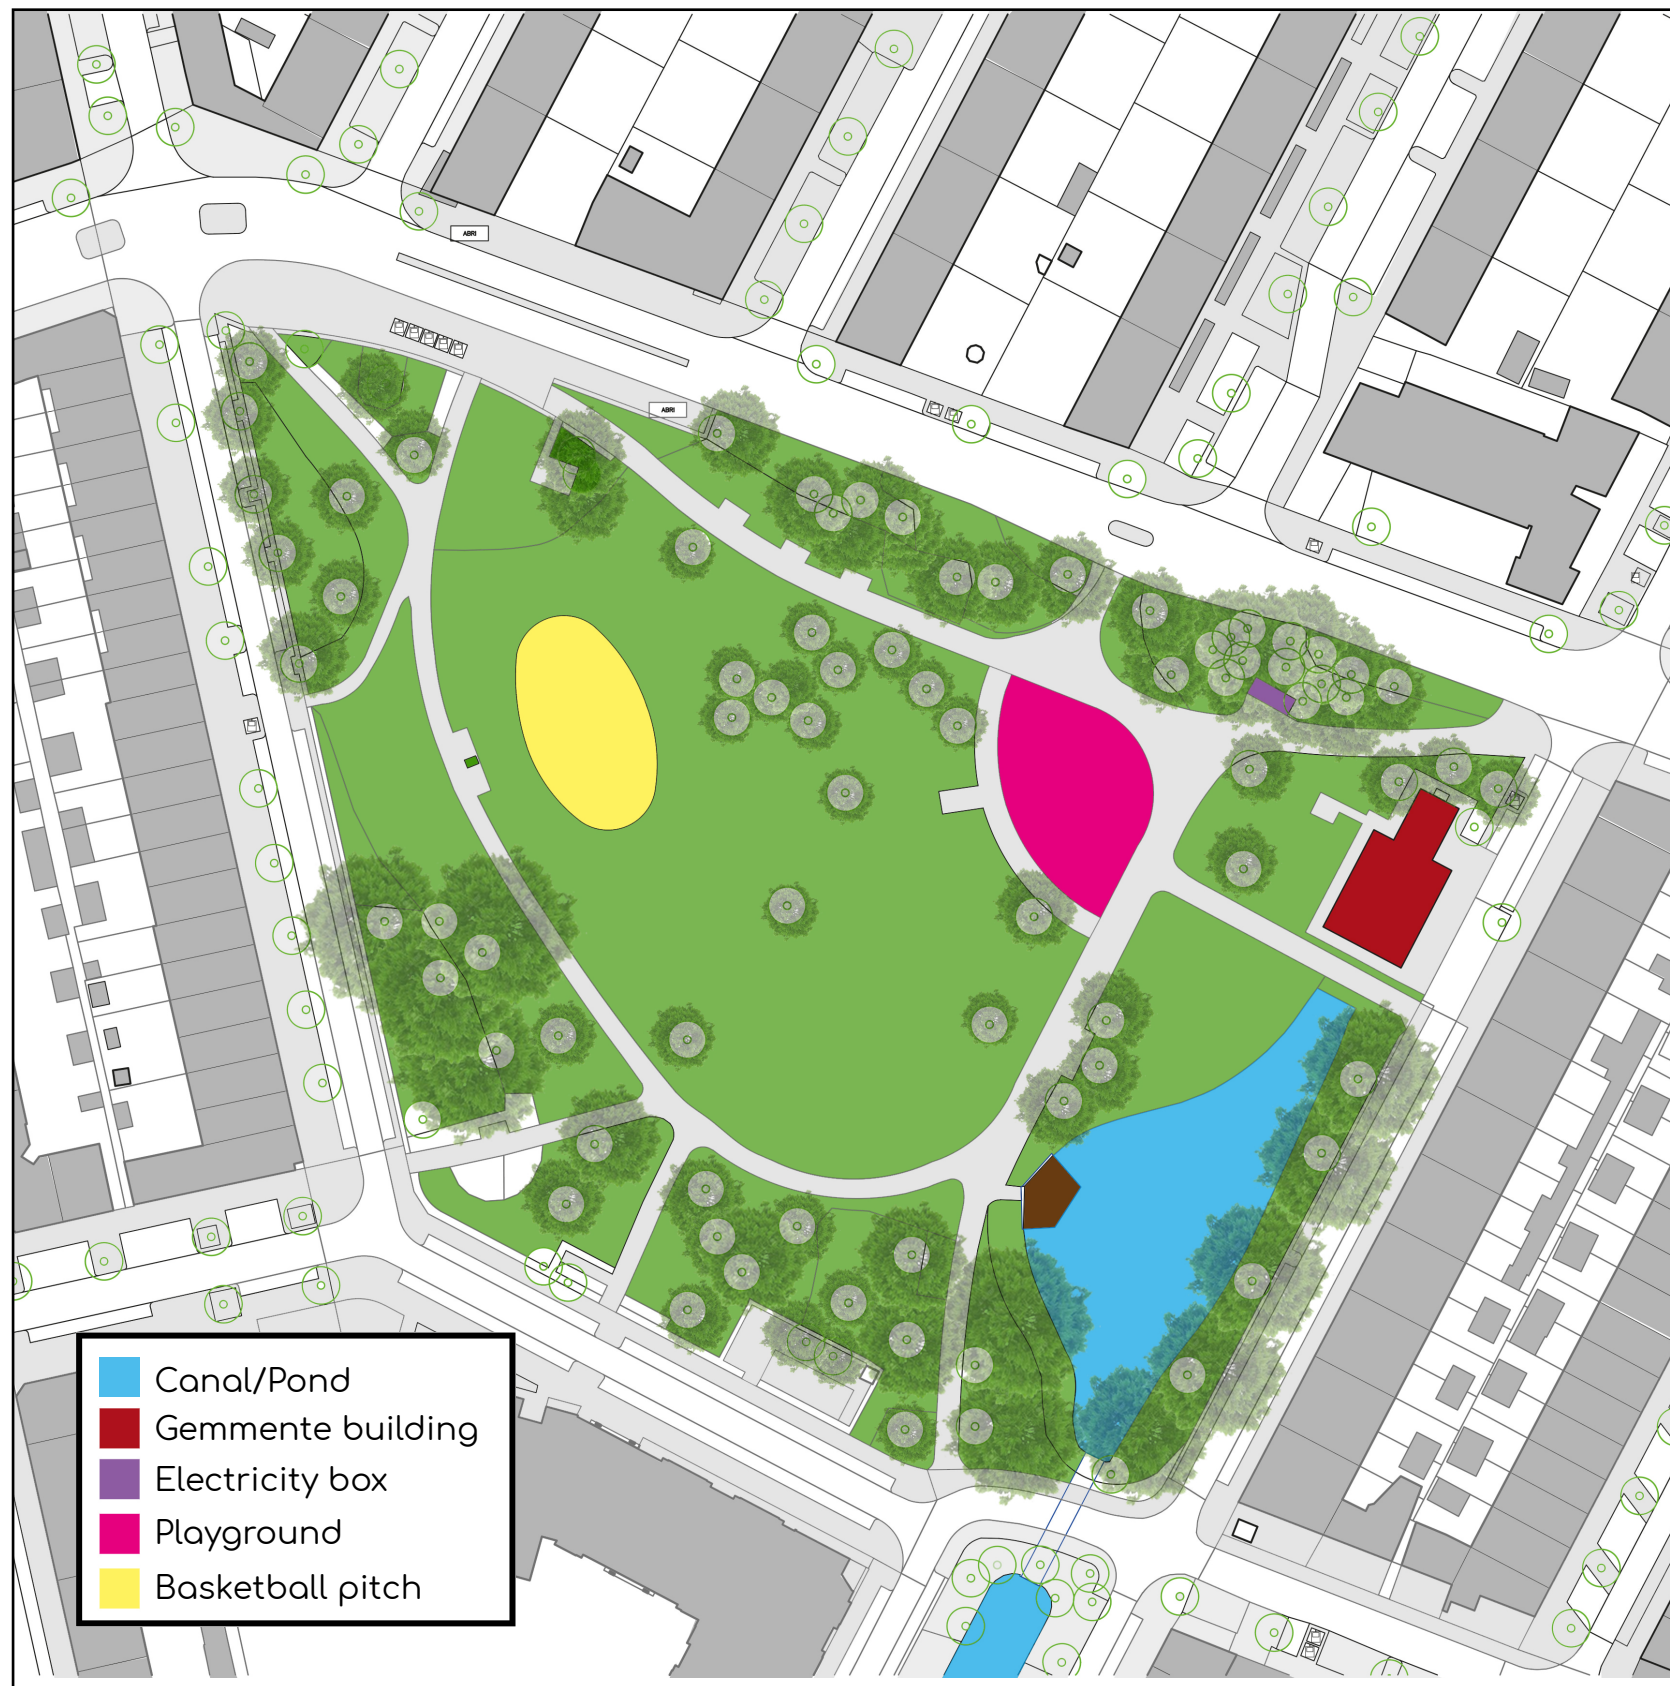 ABRI
ABRI
Canal/Pond
Gemmente building
Electricity box
Playground
Basketball pitch